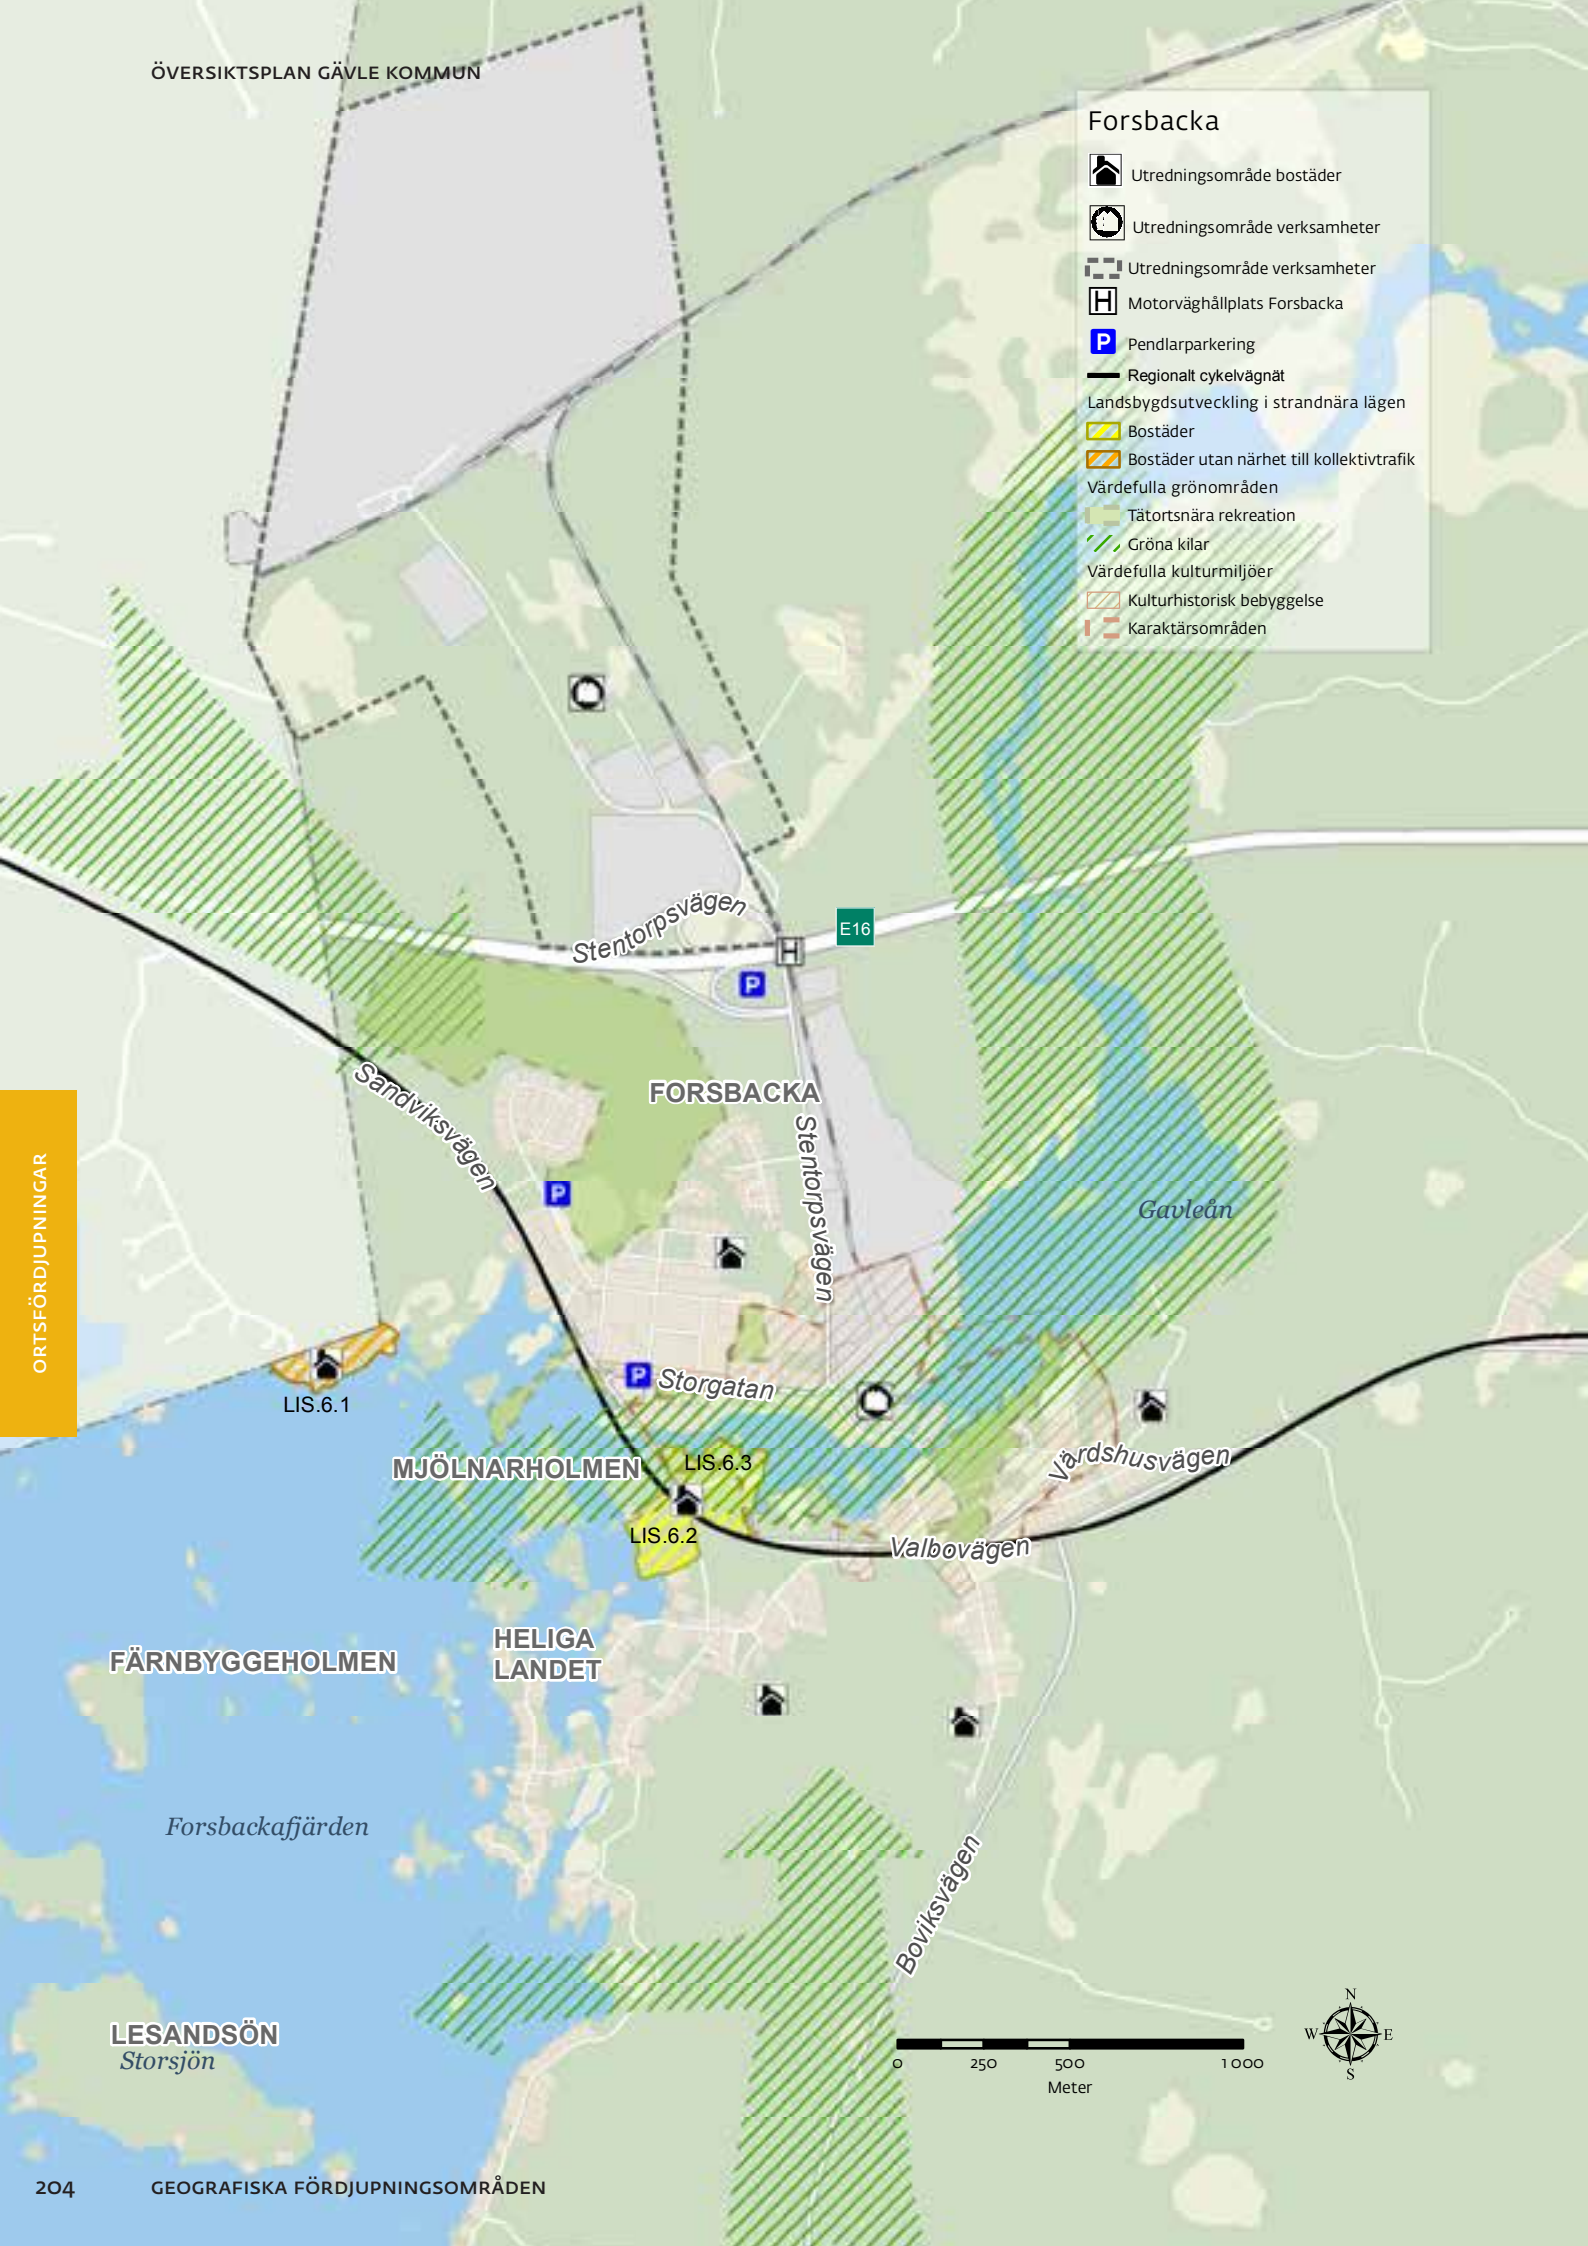 ÖVERSIKTSPLAN GÄVLE KOMMUN
Forsbacka
Utredningsområde bostäder
Utredningsområde verksamheter
Utredningsområde verksamheter
H Motorväghållplats Forsbacka
P Pendlarparkering
Regionalt cykelvägnät
Landsbygdsutveckling i strandnära lägen
Bostäder
Bostäder utan närhet till kollektivtrafik
Värdefulla grönområden
Tätortsnära rekreation
Gröna kilar
Värdefulla kulturmiljöer
Kulturhistorisk bebyggelse
Karaktärsområden
Stentorpsvägen
E16
H
P
Sandviksvägen
FORSBACKA
Stentorpsvägen
P
Gavleån
ORTSFÖRDJUPNINGAR
LIS.6.1
P
Storgatan
MJÖLNARHOLMEN
LIS.6.3
Värdshusvägen
LIS.6.2
Valbovägen
FÄRNBYGGEHOLMEN
HELIGA
LANDET
Forsbackafjärden
Boviksvägen
LESANDSÖN
Storsjön
N
W E
S
0 250 500 1 000
Meter
204 GEOGRAFISKA FÖRDJUPNINGSOMRÅDEN